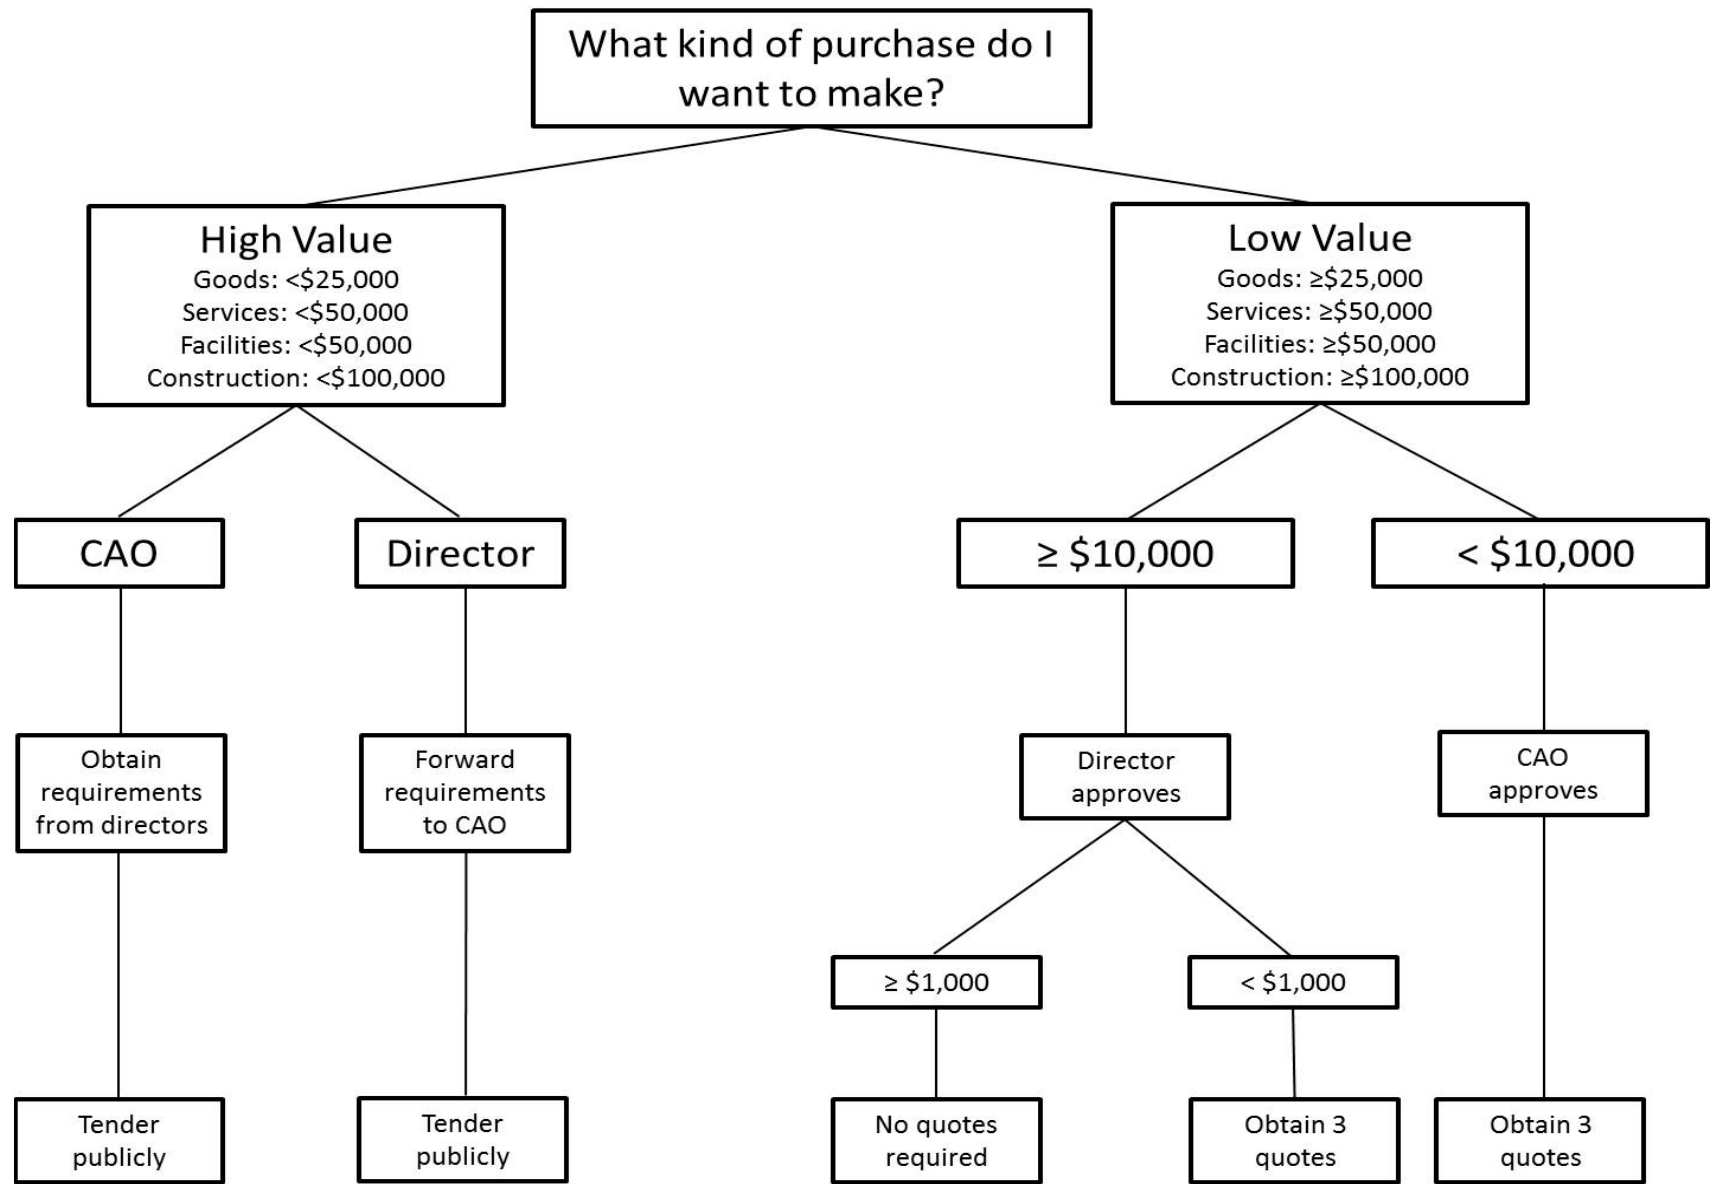 What kind of purchase do I
want to make?
High Value
Goods: <$25,000
Services: <$50,000
Facilities: <$50,000
Construction: <$100,000
Low Value
Goods: ≥$25,000
Services: ≥$50,000
Facilities: ≥$50,000
Construction: ≥$100,000
CAO
Director
≥ $10,000
< $10,000
Obtain
requirements
from directors
Forward
requirements
to CAO
Director
approves
CAO
approves
≥ $1,000
< $1,000
Tender
publicly
Tender
publicly
No quotes
required
Obtain 3
quotes
Obtain 3
quotes